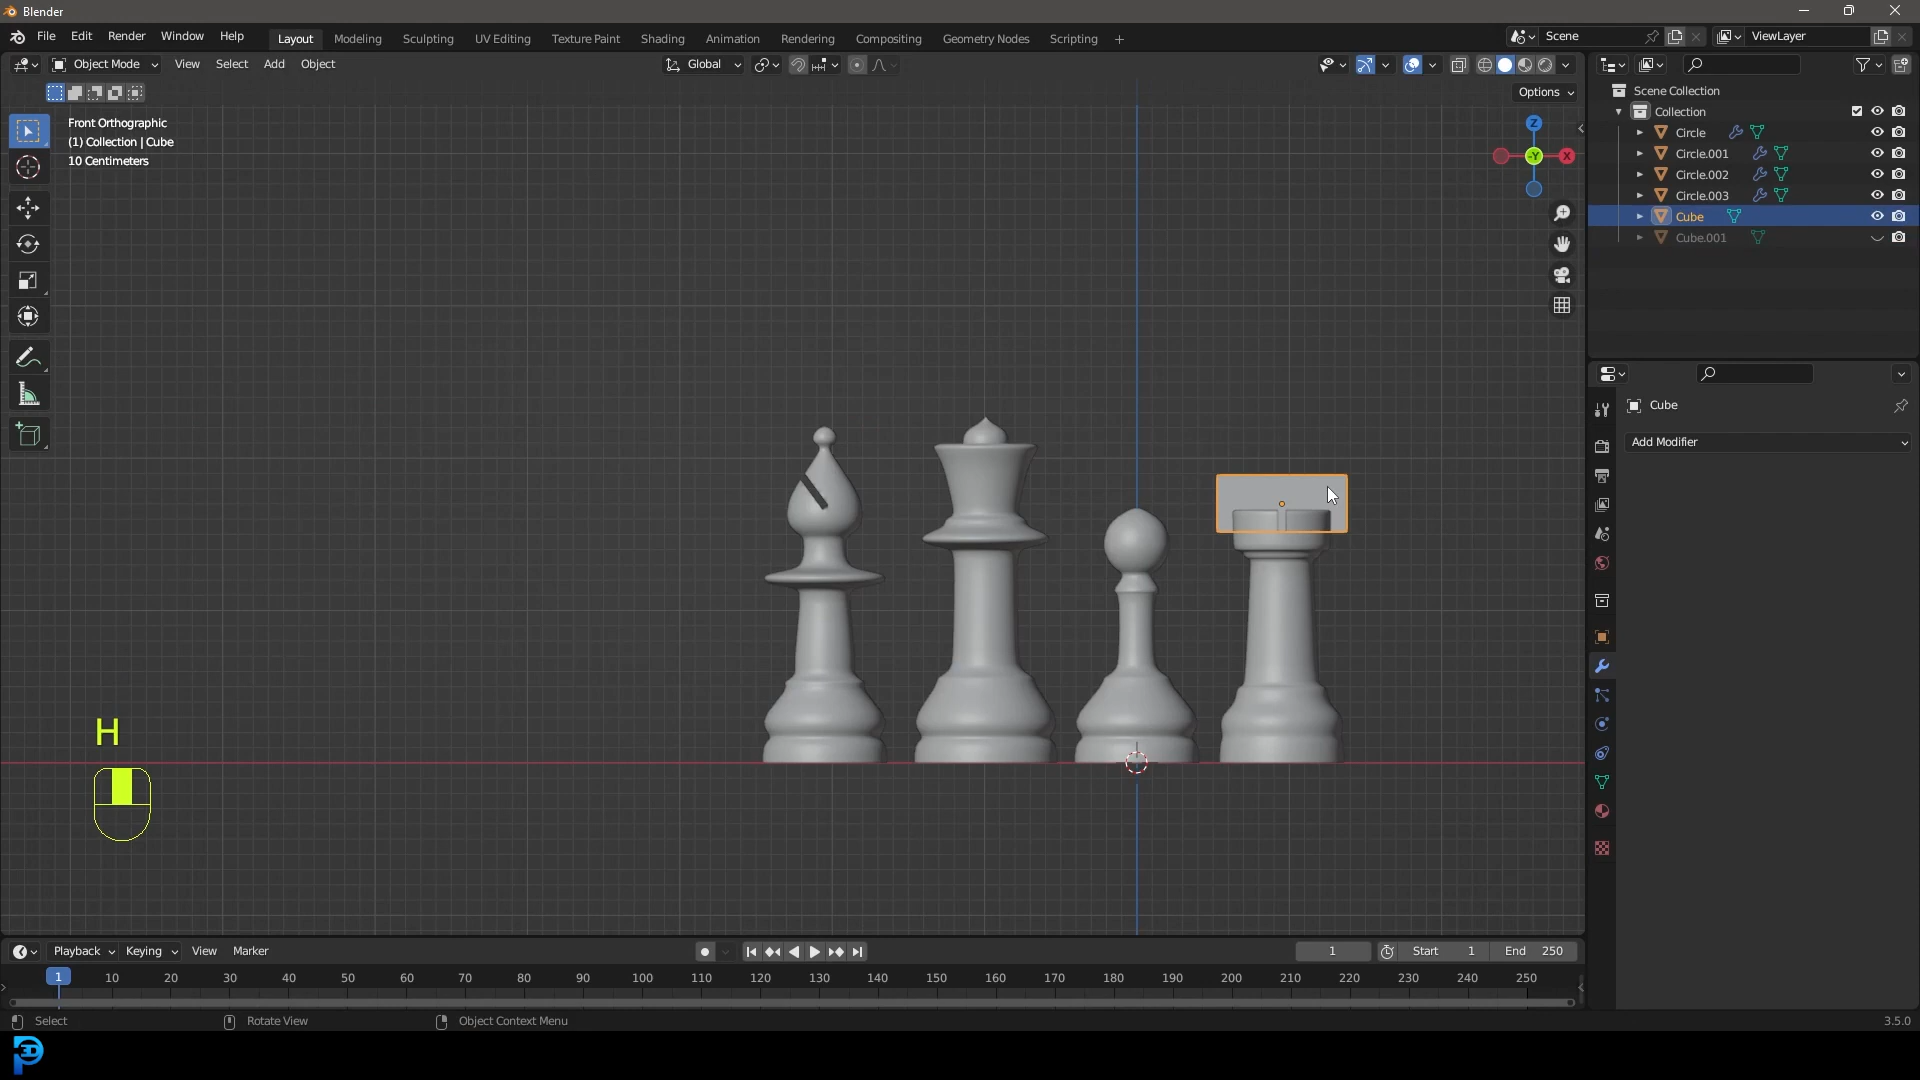 Blender
File Edit Render Window Help Layout Modeling Sculpting UV Editing Texture Paint Shading Animation Rendering Compositing Geometry Nodes Scripting + Scene ViewLayer
Object Mode View Select Add Object Global
Options
Front Orthographic
(1) Collection | Cube
10 Centimeters
Z
-Y
X
Scene Collection
Collection
Circle
Circle.001
Circle.002
Circle.003
Cube
Cube.001
Cube
Add Modifier
H
Playback Keying View Marker 1 Start 1 End 250
1 10 20 30 40 50 60 70 80 90 100 110 120 130 140 150 160 170 180 190 200 210 220 230 240 250
Select Rotate View Object Context Menu 3.5.0
3D